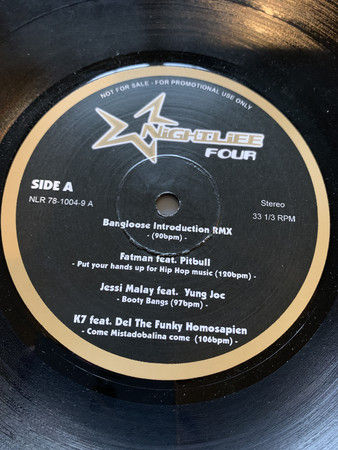 NOT FOR SALE - FOR PROMOTIONAL USE ONLY
NIGHTLIFE
FOUR
SIDE A
NLR 78-1004-9 A
Stereo
33 1/3 RPM
Bangloose Introduction RMX
- (90bpm) -
Fatman feat. Pitbull
- Put your hands up for Hip Hop music (120bpm) -
Jessi Malay feat. Yung Joc
- Booty Bangs (97bpm) -
K7 feat. Del The Funky Homosapien
- Come Mistadobalina come (106bpm) -